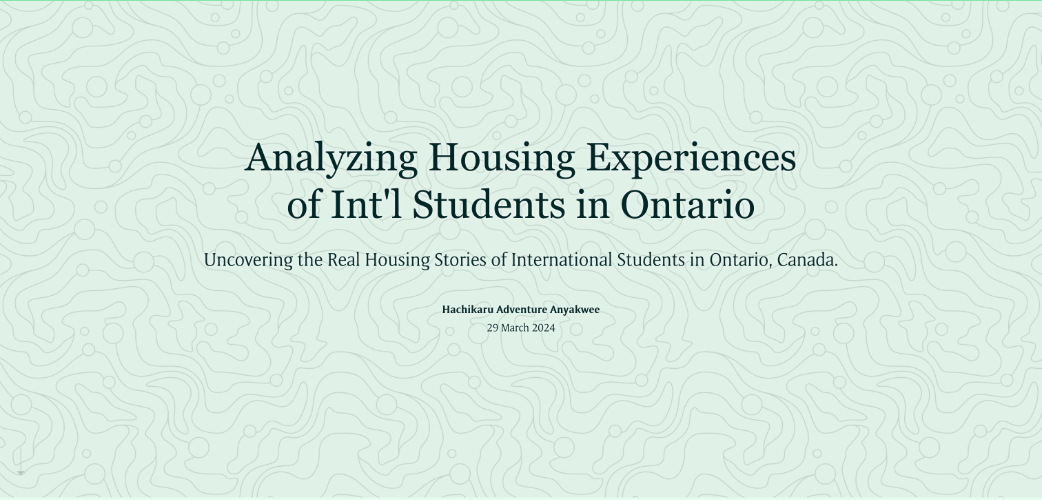 Analyzing Housing Experiences
of Int'l Students in Ontario
Uncovering the Real Housing Stories of International Students in Ontario, Canada.
Hachikaru Adventure Anyakwee
29 March 2024